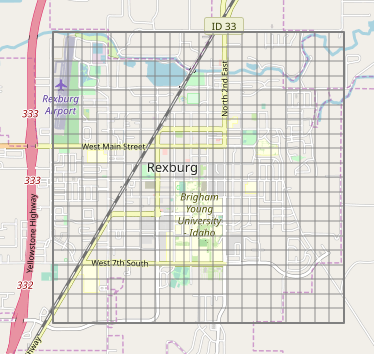 ID 33
North 2nd East
Rexburg
Airport
333
West Main Street
Rexburg
333
Brigham
Young
University
- Idaho
Yellowstone Highway
West 7th South
332
hway